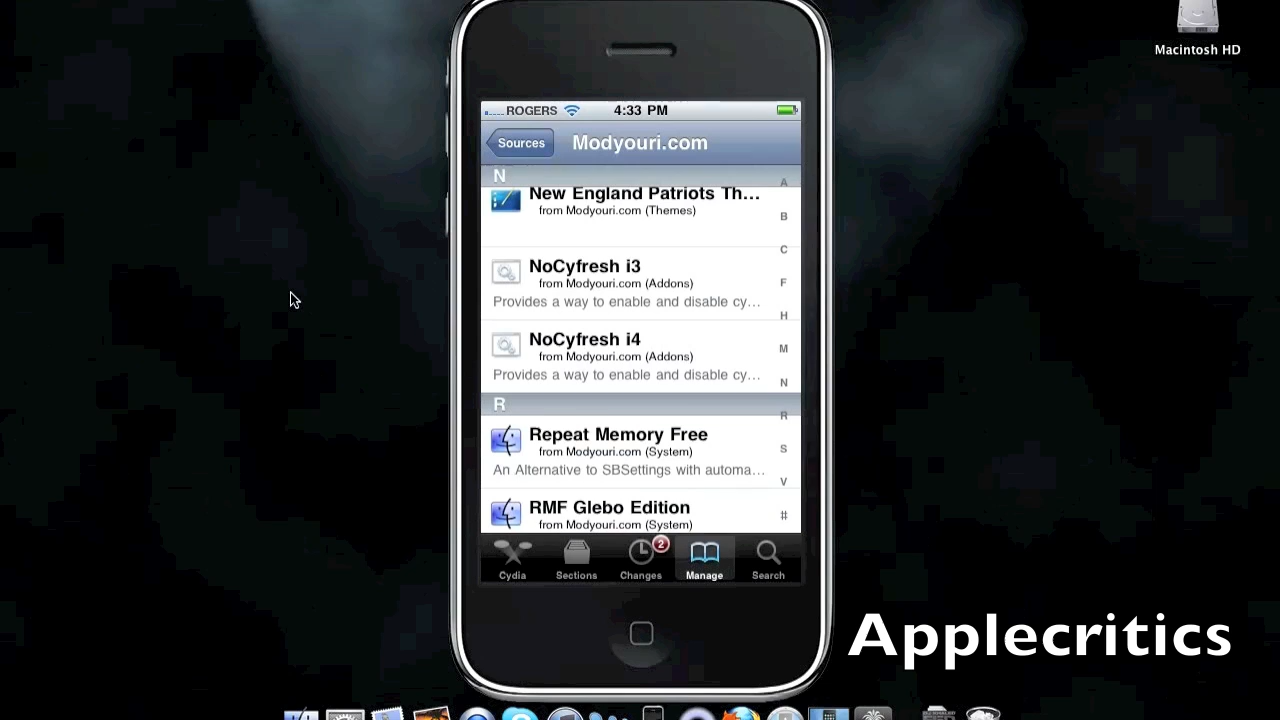 Macintosh HD
ROGERS 4:33 PM
Sources Modyouri.com
N
New England Patriots Th...
from Modyouri.com (Themes)
NoCyfresh i3
from Modyouri.com (Addons)
Provides a way to enable and disable cy...
NoCyfresh i4
from Modyouri.com (Addons)
Provides a way to enable and disable cy...
R
Repeat Memory Free
from Modyouri.com (System)
An Alternative to SBSettings with automa...
RMF Glebo Edition
from Modyouri.com (System)
A
B
C
F
H
M
N
R
S
V
#
2
Cydia Sections Changes Manage Search
Applecritics